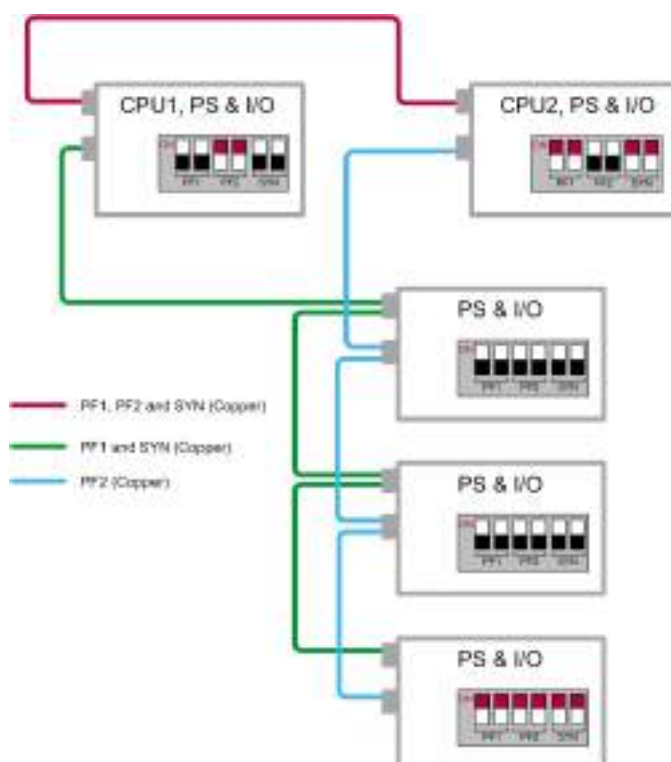 CPU1, PS & I/O
CPU2, PS & I/O
PF1 PF2 SYN
PF1 PF2 SYN
PS & I/O
PF1 PF2 SYN
PF1, PF2 and SYN (Copper)
PF1 and SYN (Copper)
PF2 (Copper)
PS & I/O
PF1 PF2 SYN
PS & I/O
PF1 PF2 SYN